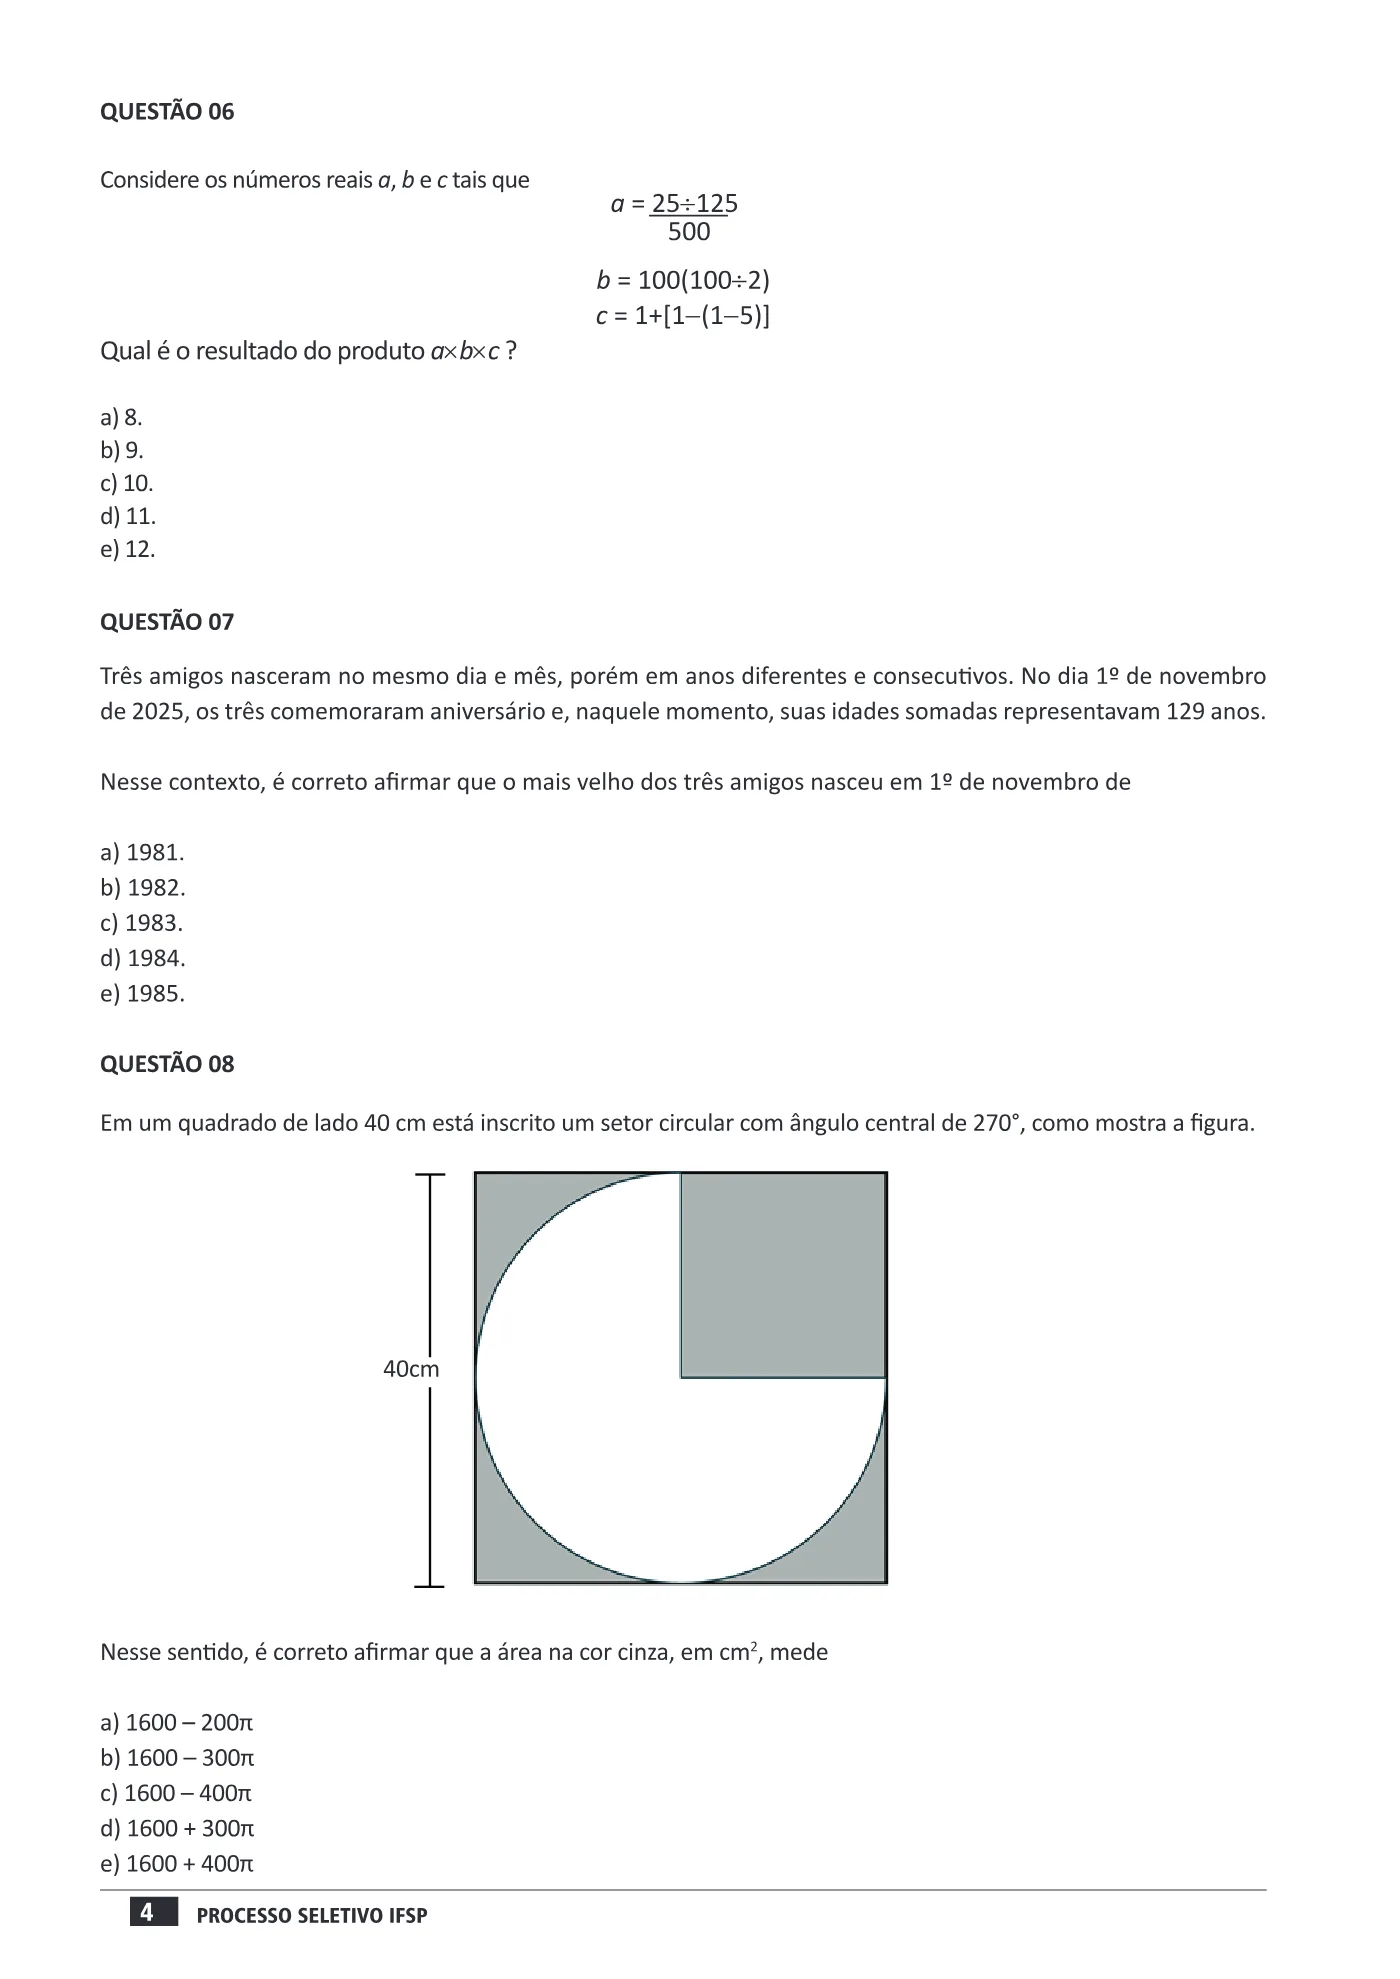 QUESTÃO 06
Considere os números reais a, b e c tais que
a = 25÷125
500
b = 100(100÷2)
c = 1+[1−(1−5)]
Qual é o resultado do produto a×b×c ?
a) 8.
b) 9.
c) 10.
d) 11.
e) 12.
QUESTÃO 07
Três amigos nasceram no mesmo dia e mês, porém em anos diferentes e consecutivos. No dia 1º de novembro
de 2025, os três comemoraram aniversário e, naquele momento, suas idades somadas representavam 129 anos.
Nesse contexto, é correto afirmar que o mais velho dos três amigos nasceu em 1º de novembro de
a) 1981.
b) 1982.
c) 1983.
d) 1984.
e) 1985.
QUESTÃO 08
Em um quadrado de lado 40 cm está inscrito um setor circular com ângulo central de 270°, como mostra a figura.
40cm
Nesse sentido, é correto afirmar que a área na cor cinza, em cm², mede
a) 1600 – 200π
b) 1600 – 300π
c) 1600 – 400π
d) 1600 + 300π
e) 1600 + 400π
4 PROCESSO SELETIVO IFSP